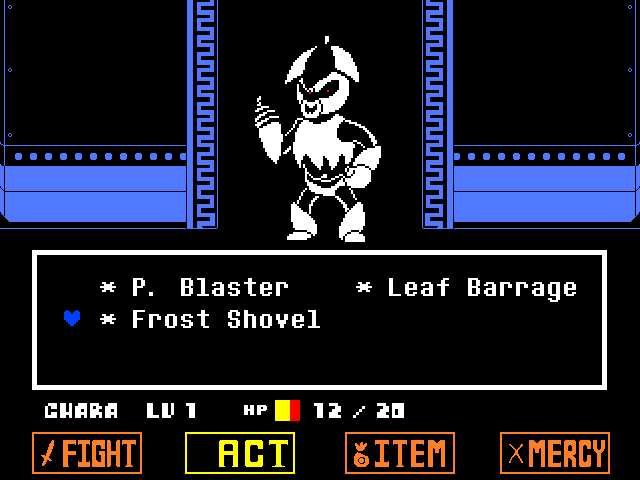 * P. Blaster * Leaf Barrage
* Frost Shovel
CHARA LV 1 HP 12 / 20
FIGHT ACT ITEM MERCY